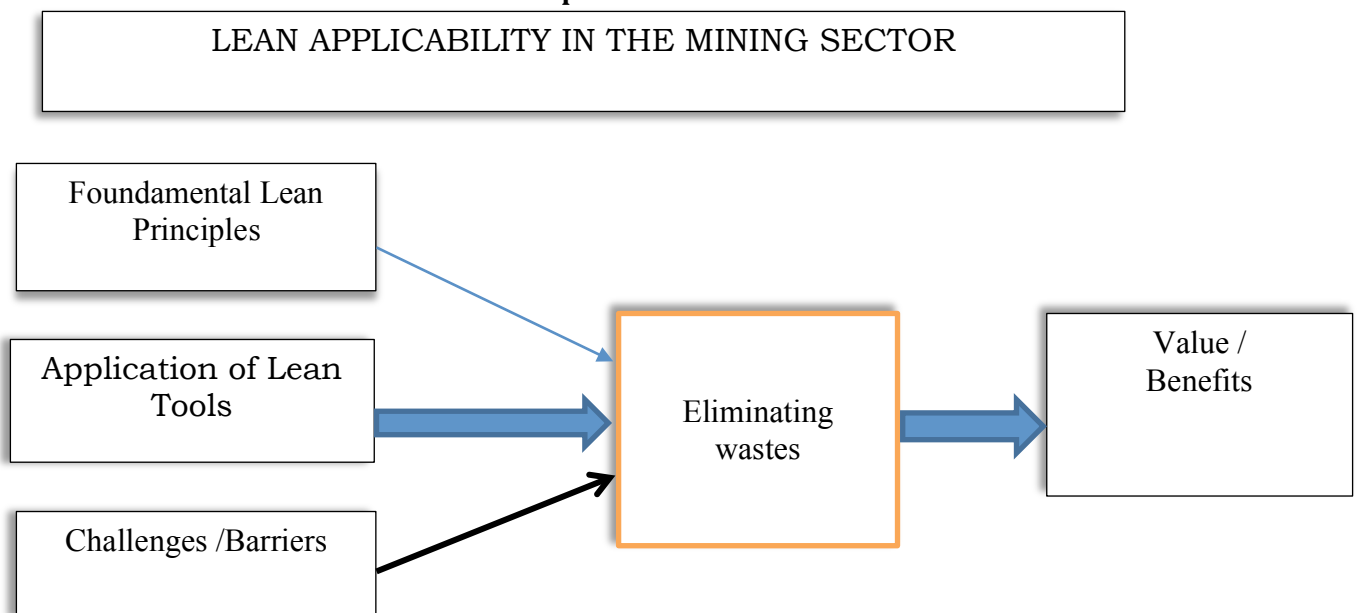 LEAN APPLICABILITY IN THE MINING SECTOR
Foundamental Lean
Principles
Application of Lean
Tools
Challenges /Barriers
Eliminating
wastes
Value /
Benefits